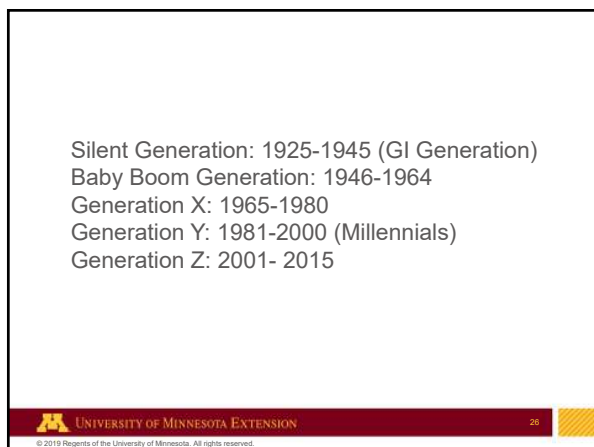 Silent Generation: 1925-1945 (GI Generation)
Baby Boom Generation: 1946-1964
Generation X: 1965-1980
Generation Y: 1981-2000 (Millennials)
Generation Z: 2001- 2015
UNIVERSITY OF MINNESOTA EXTENSION
26
© 2019 Regents of the University of Minnesota. All rights reserved.